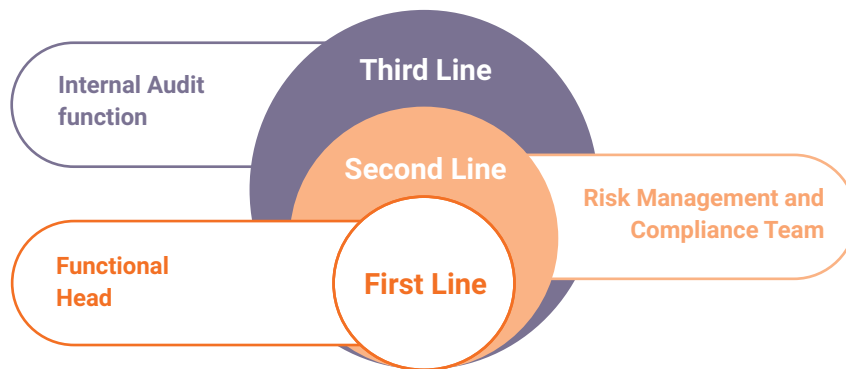 Third Line
Internal Audit
function
Second Line
Risk Management and
Compliance Team
Functional
Head
First Line